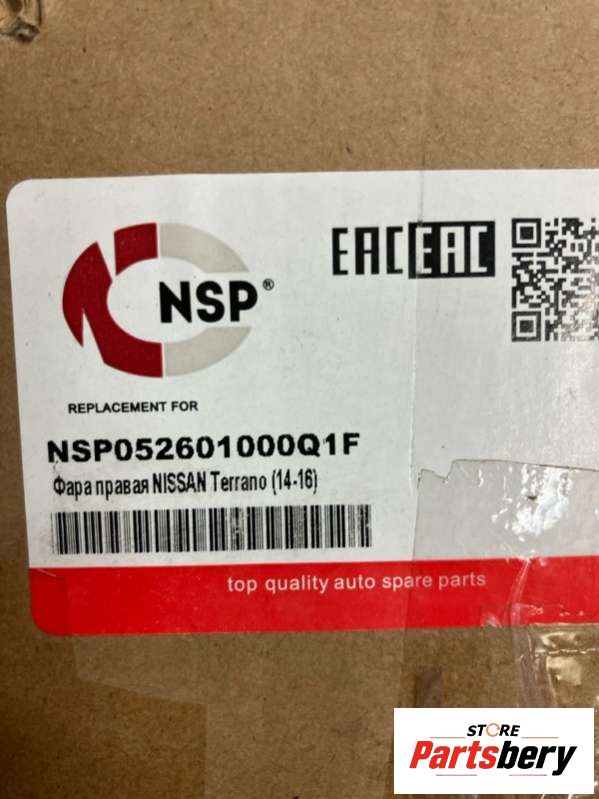 NSP®
EAC EAC
REPLACEMENT FOR
NSP052601000Q1F
Фара правая NISSAN Terrano (14-16)
top quality auto spare parts
STORE
Partsbery